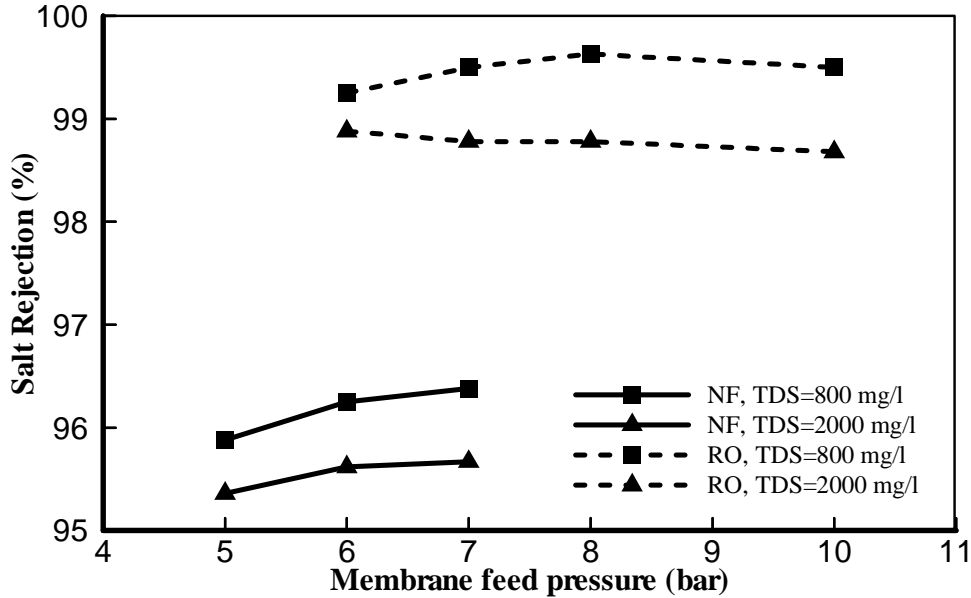 100
99
98
97
96
95
Salt Rejection (%)
NF, TDS=800 mg/l
NF, TDS=2000 mg/l
RO, TDS=800 mg/l
RO, TDS=2000 mg/l
4 5 6 7 8 9 10 11
Membrane feed pressure (bar)